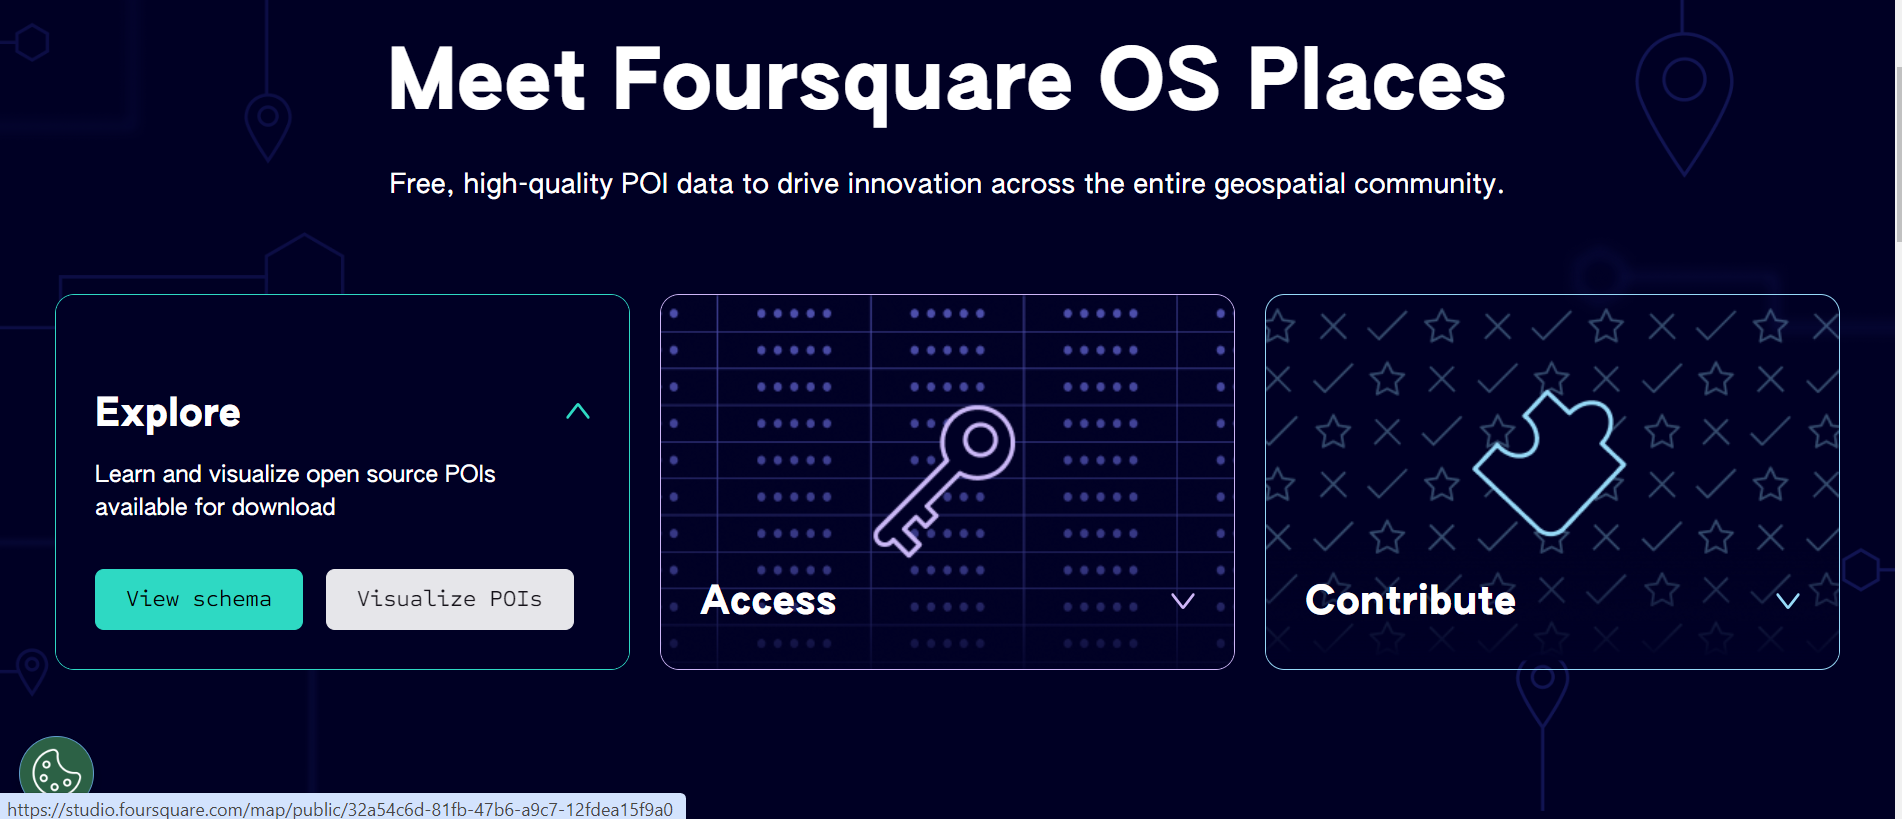 Meet Foursquare OS Places
Free, high-quality POI data to drive innovation across the entire geospatial community.
Explore
Learn and visualize open source POIs
available for download
View schema
Visualize POIs
Access
Contribute
https://studio.foursquare.com/map/public/32a54c6d-81fb-47b6-a9c7-12fdea15f9a0